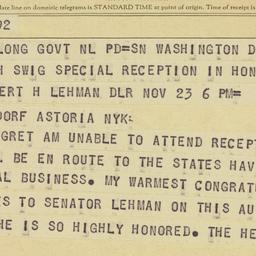 date line on domestic telegrams is STANDARD TIME at point of origin. Time of receipt is
92
LONG GOVT NL PD=SN WASHINGTON D
H SWIG SPECIAL RECEPTION IN HON
ERT H LEHMAN DLR NOV 23 6 PM=
DORF ASTORIA NYK=
GRET AM UNABLE TO ATTEND RECEPT
L BE EN ROUTE TO THE STATES HAV
AL BUSINESS. MY WARMEST CONGRAT
S TO SENATOR LEHMAN ON THIS AU
HE IS SO HIGHLY HONORED. THE HE